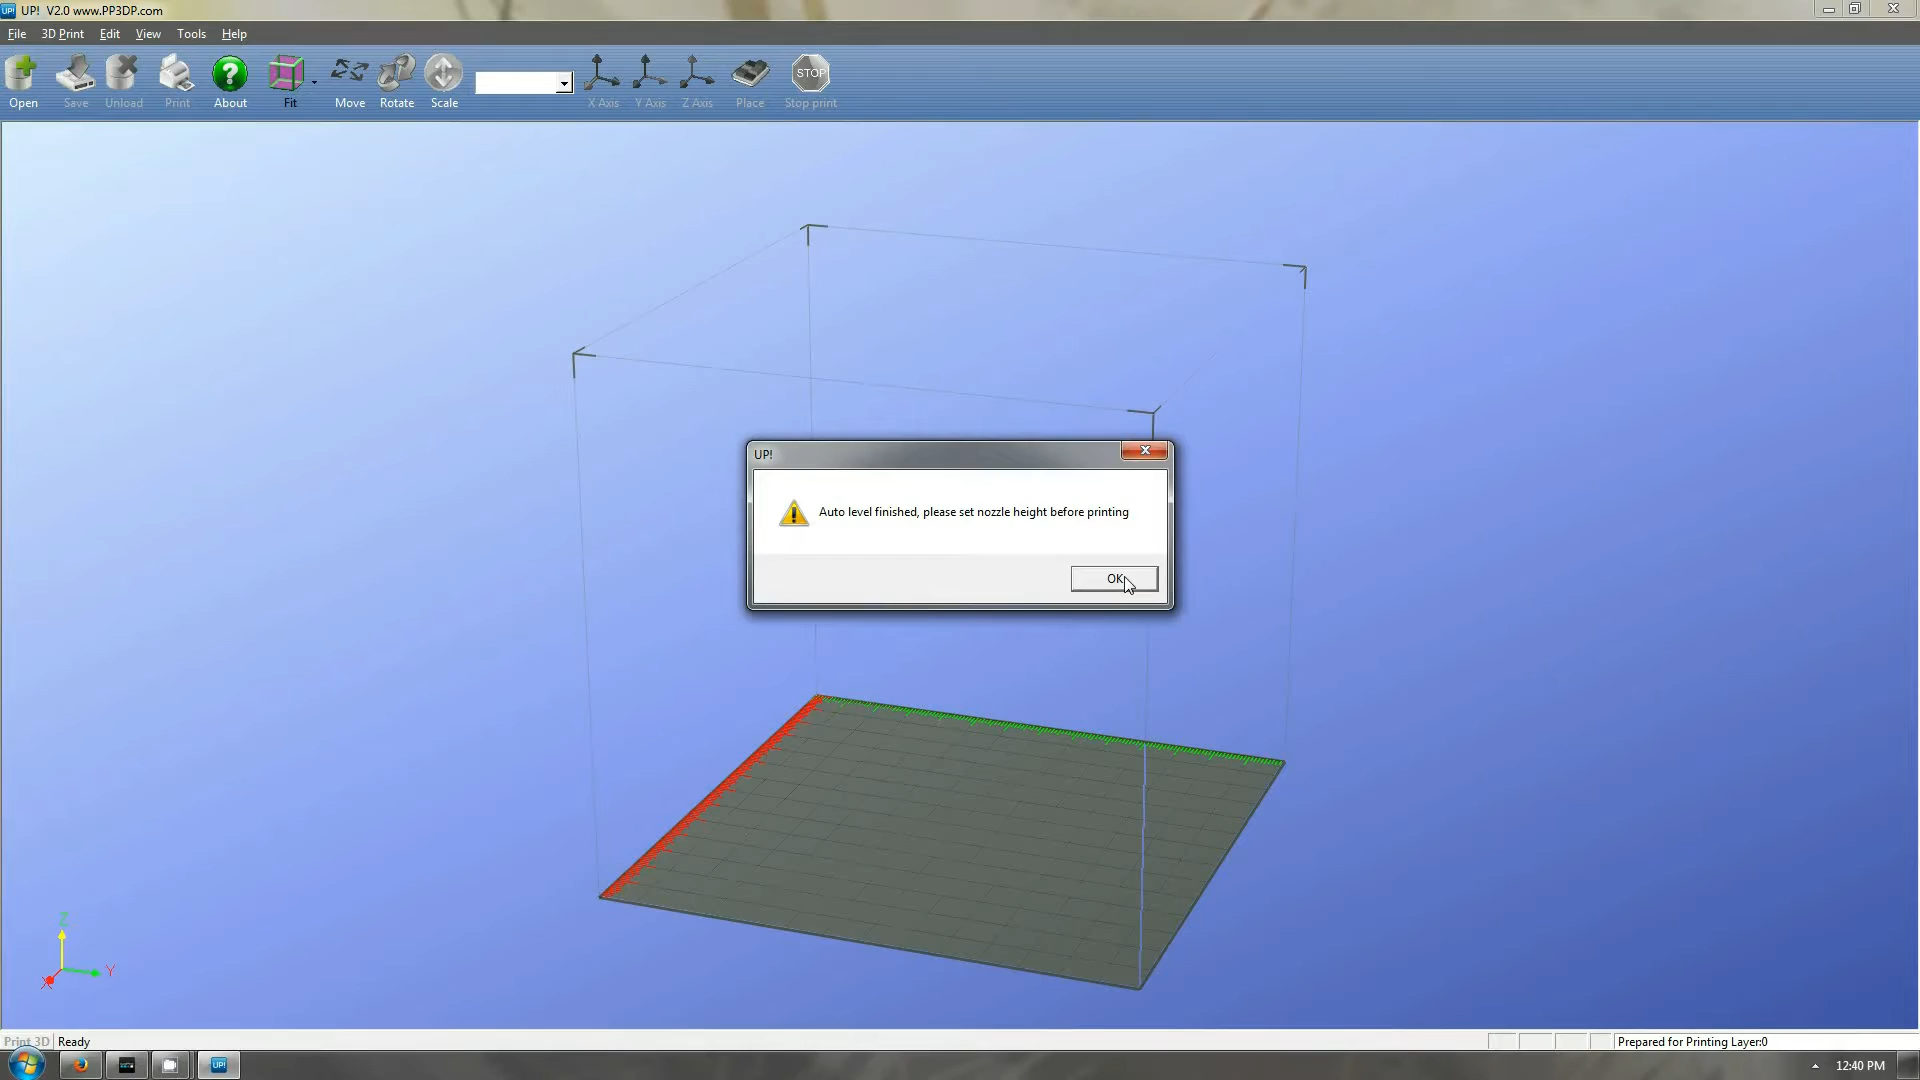 UP! V2.0 www.PP3DP.com
File 3D Print Edit View Tools Help
Open Save Unload Print About Fit Move Rotate Scale X Axis Y Axis Z Axis Place STOP Stop print
UP!
Auto level finished, please set nozzle height before printing
OK
Z
Y
X
Print 3D Ready Prepared for Printing Layer:0
UP! 12:40 PM